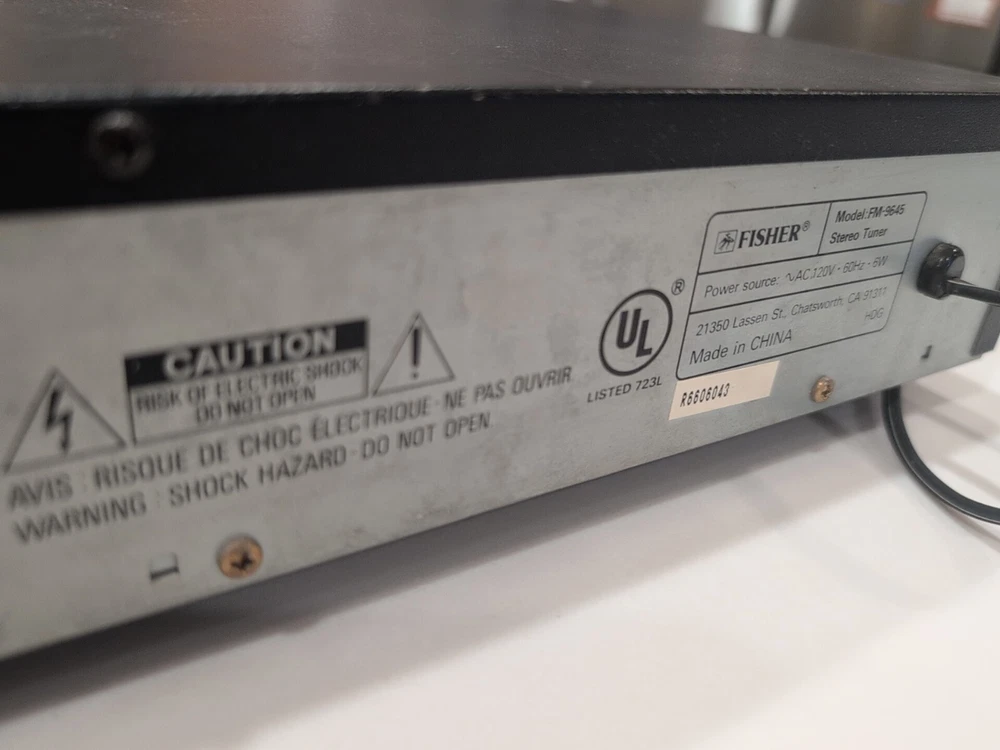 CAUTION
RISK OF ELECTRIC SHOCK
DO NOT OPEN
AVIS : RISQUE DE CHOC ÉLECTRIQUE - NE PAS OUVRIR
WARNING : SHOCK HAZARD - DO NOT OPEN.
UL ®
LISTED 723L
FISHER®
Model:FM-9645
Stereo Tuner
Power source: ∿AC120V - 60Hz - 6W
21350 Lassen St., Chatsworth, CA 91311
HDG
Made in CHINA
R6606043